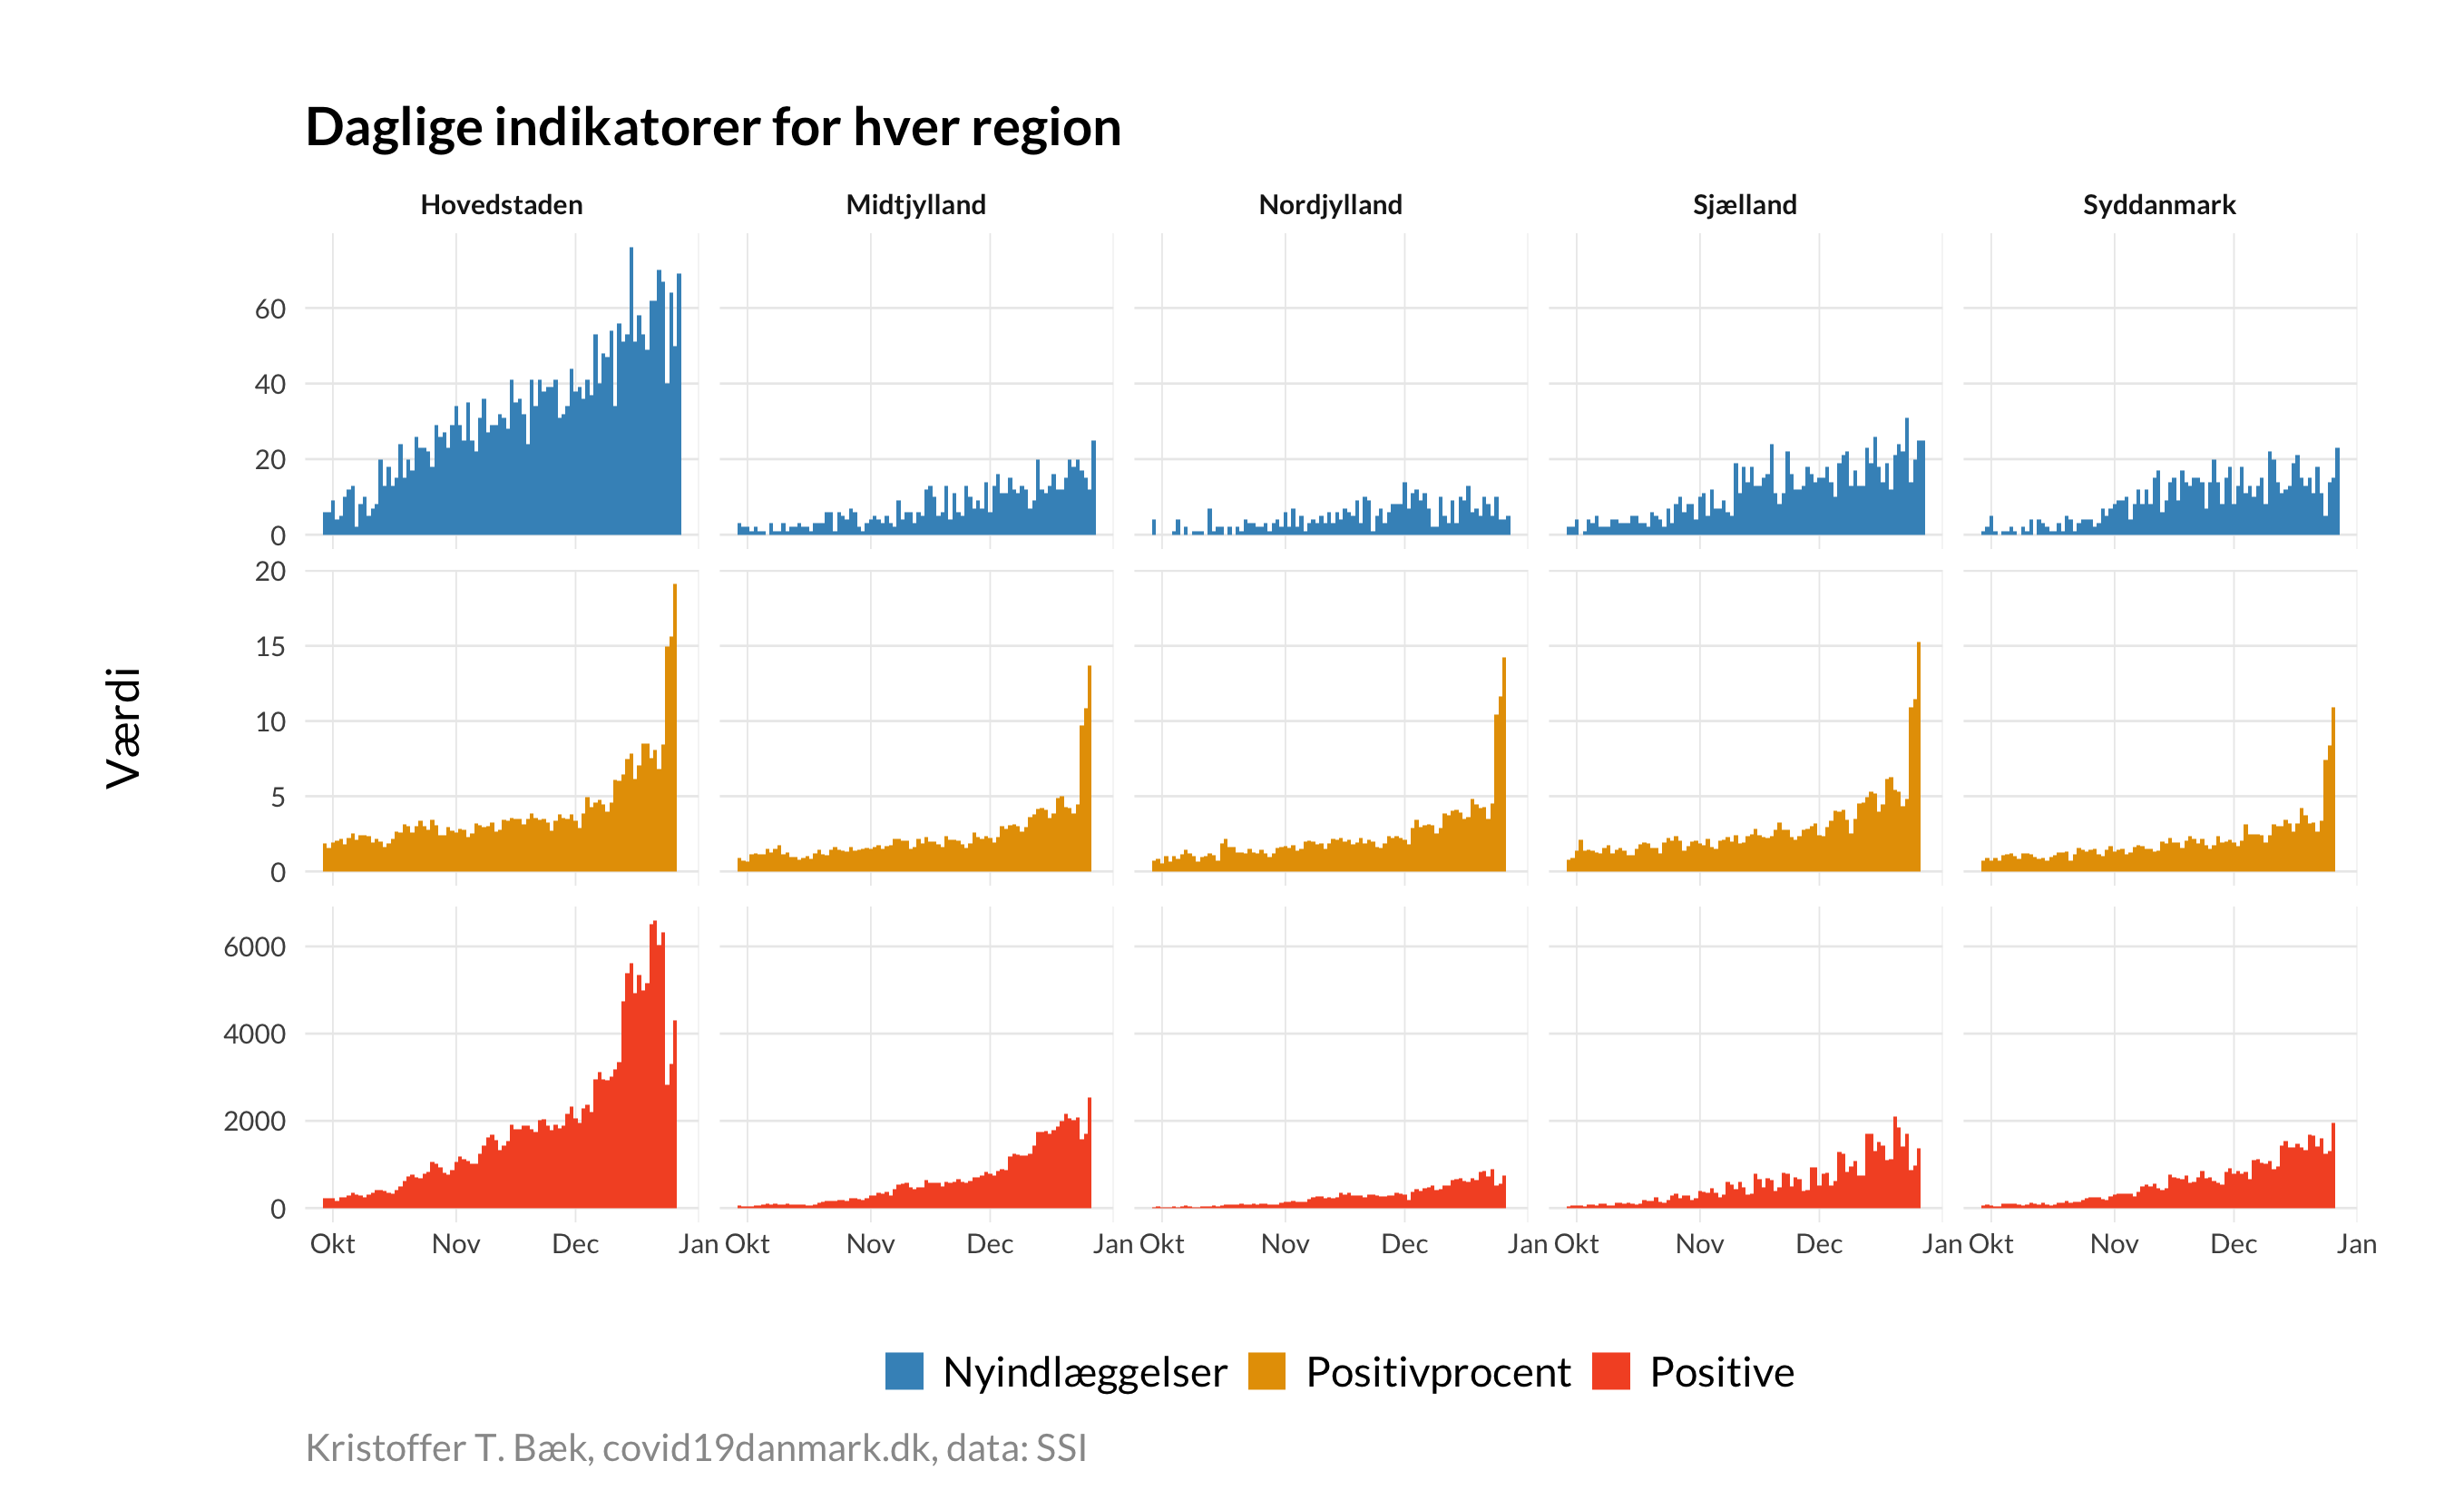 Daglige indikatorer for hver region
Hovedstaden Midtjylland Nordjylland Sjælland Syddanmark
60
40
20
0
20
15
10
5
0
6000
4000
2000
0
Værdi
Okt Nov Dec Jan Okt Nov Dec Jan Okt Nov Dec Jan Okt Nov Dec Jan Okt Nov Dec Jan
Nyindlæggelser Positivprocent Positive
Kristoffer T. Bæk, covid19danmark.dk, data: SSI